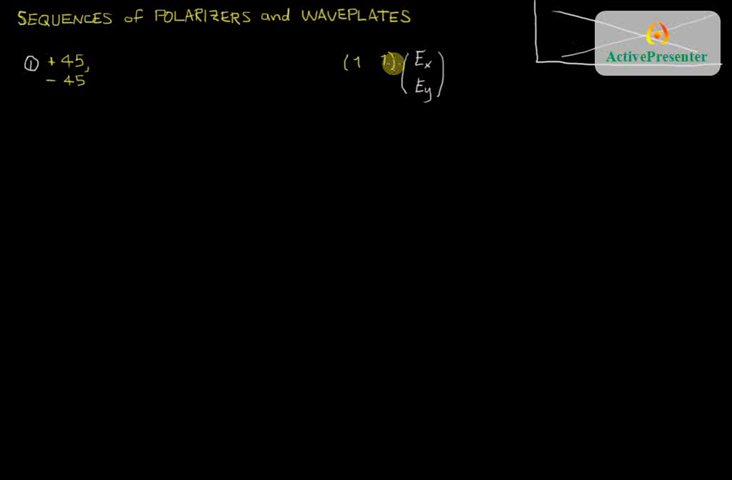 SEQUENCES of POLARIZERS and WAVEPLATES
① +45,
- 45
(1 1).
Ex
Ey
ActivePresenter